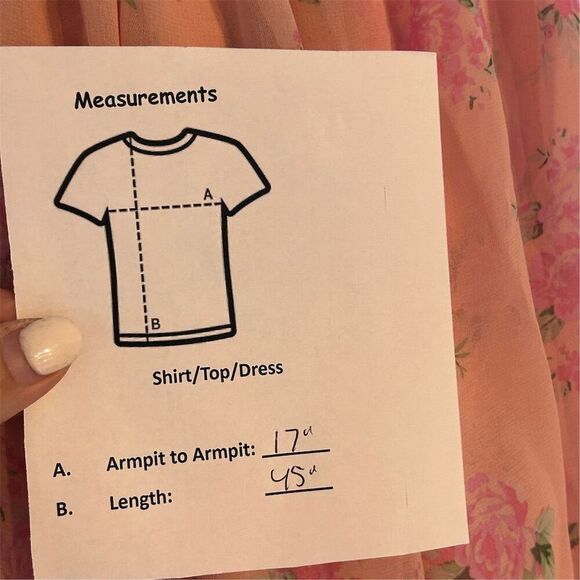 Measurements
A
B
Shirt/Top/Dress
A. Armpit to Armpit: 17"
B. Length: 45"